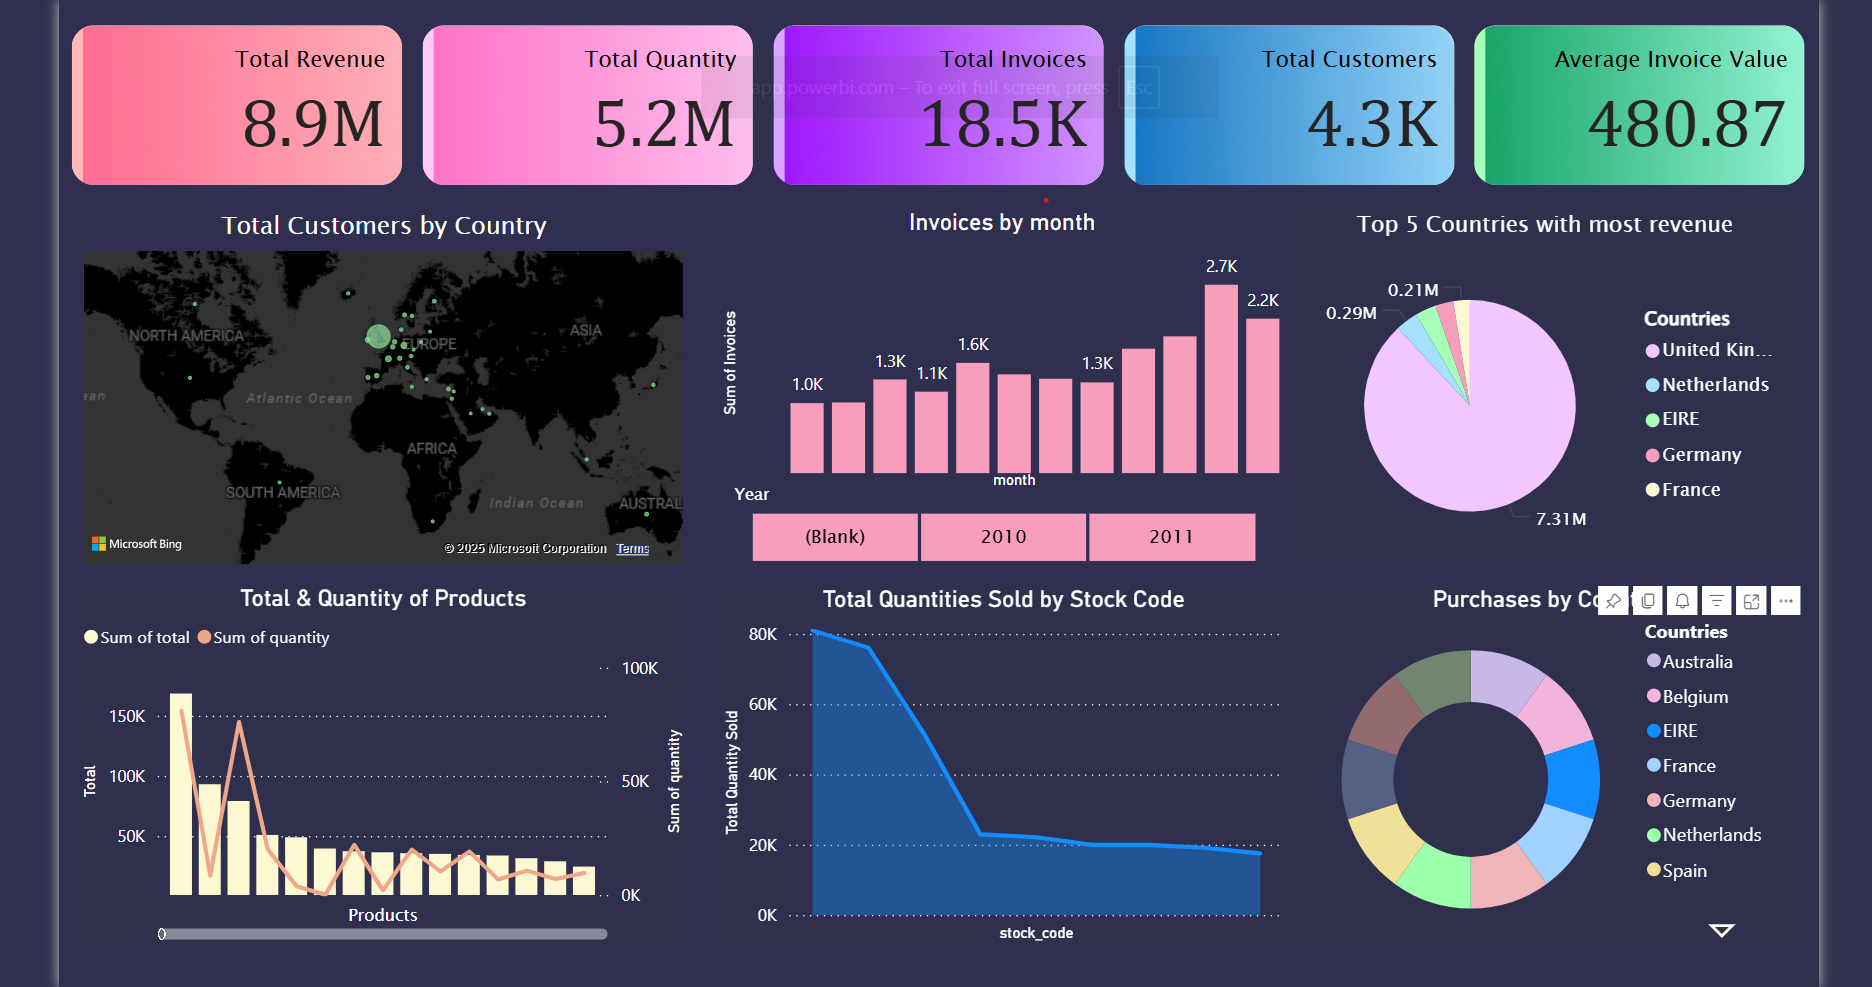 Total Revenue
8.9M
Total Quantity
5.2M
Total Invoices
18.5K
Total Customers
4.3K
Average Invoice Value
480.87
app.powerbi.com – To exit full screen, press Esc
Total Customers by Country
NORTH AMERICA
EUROPE
ASIA
ean
Atlantic Ocean
AFRICA
SOUTH AMERICA
Indian Ocean
AUSTRAL
Microsoft Bing
© 2025 Microsoft Corporation Terms
Invoices by month
Sum of Invoices
1.0K
1.3K
1.1K
1.6K
1.3K
2.7K
2.2K
month
Year
(Blank)
2010
2011
Top 5 Countries with most revenue
0.21M
0.29M
7.31M
Countries
United Kin...
Netherlands
EIRE
Germany
France
Total & Quantity of Products
Sum of total
Sum of quantity
Total
150K
100K
50K
100K
50K
0K
Sum of quantity
Products
Total Quantities Sold by Stock Code
Total Quantity Sold
80K
60K
40K
20K
0K
stock_code
Purchases by Co
Countries
Australia
Belgium
EIRE
France
Germany
Netherlands
Spain